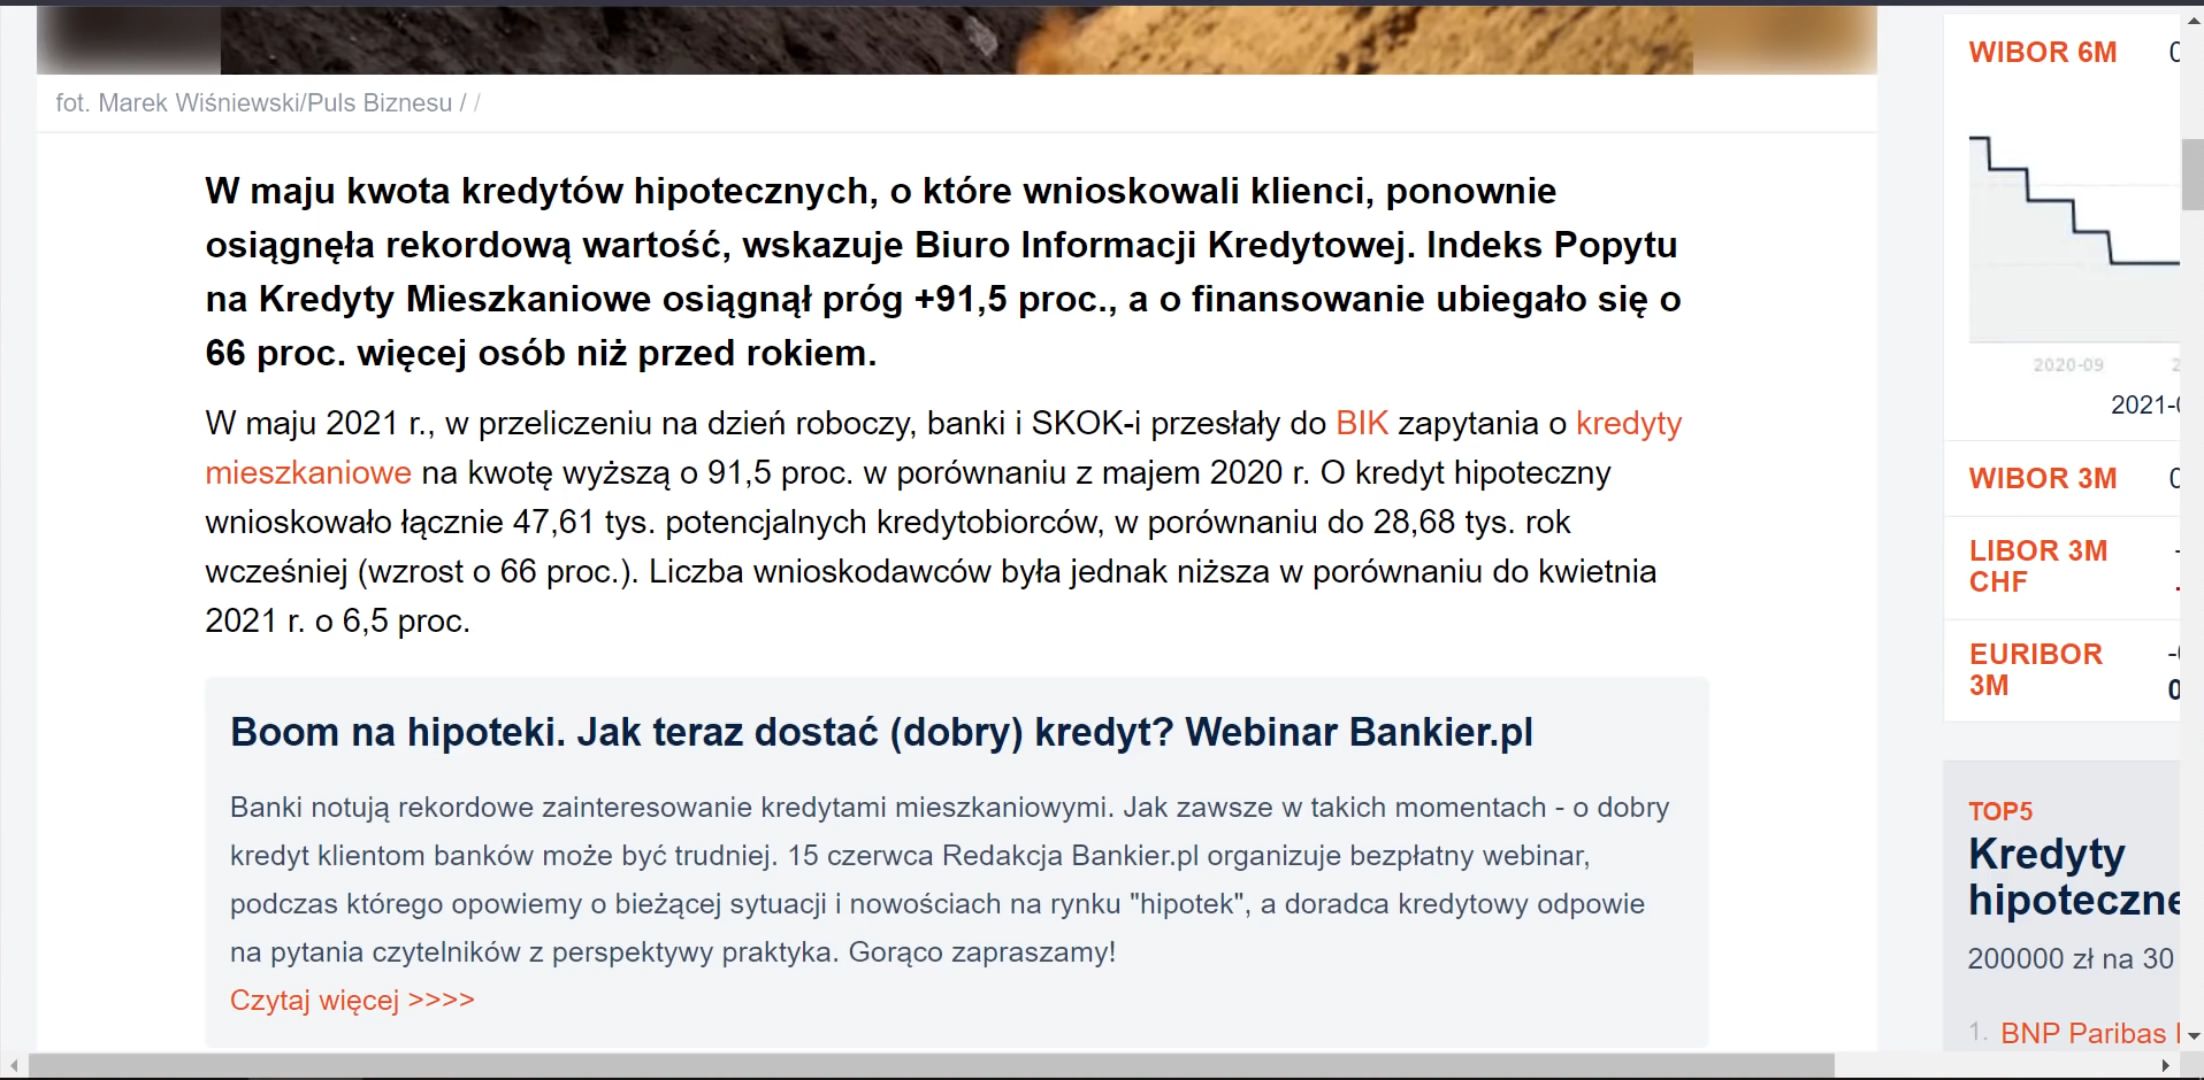 fot. Marek Wiśniewski/Puls Biznesu / /
W maju kwota kredytów hipotecznych, o które wnioskowali klienci, ponownie
osiągnęła rekordową wartość, wskazuje Biuro Informacji Kredytowej. Indeks Popytu
na Kredyty Mieszkaniowe osiągnął próg +91,5 proc., a o finansowanie ubiegało się o
66 proc. więcej osób niż przed rokiem.
W maju 2021 r., w przeliczeniu na dzień roboczy, banki i SKOK-i przesłały do BIK zapytania o kredyty
mieszkaniowe na kwotę wyższą o 91,5 proc. w porównaniu z majem 2020 r. O kredyt hipoteczny
wnioskowało łącznie 47,61 tys. potencjalnych kredytobiorców, w porównaniu do 28,68 tys. rok
wcześniej (wzrost o 66 proc.). Liczba wnioskodawców była jednak niższa w porównaniu do kwietnia
2021 r. o 6,5 proc.
Boom na hipoteki. Jak teraz dostać (dobry) kredyt? Webinar Bankier.pl
Banki notują rekordowe zainteresowanie kredytami mieszkaniowymi. Jak zawsze w takich momentach - o dobry
kredyt klientom banków może być trudniej. 15 czerwca Redakcja Bankier.pl organizuje bezpłatny webinar,
podczas którego opowiemy o bieżącej sytuacji i nowościach na rynku "hipotek", a doradca kredytowy odpowie
na pytania czytelników z perspektywy praktyka. Gorąco zapraszamy!
Czytaj więcej >>>>
WIBOR 6M
2020-09
2021-
WIBOR 3M
LIBOR 3M
CHF
EURIBOR
3M
TOP5
Kredyty
hipoteczne
200000 zł na 30
1. BNP Paribas